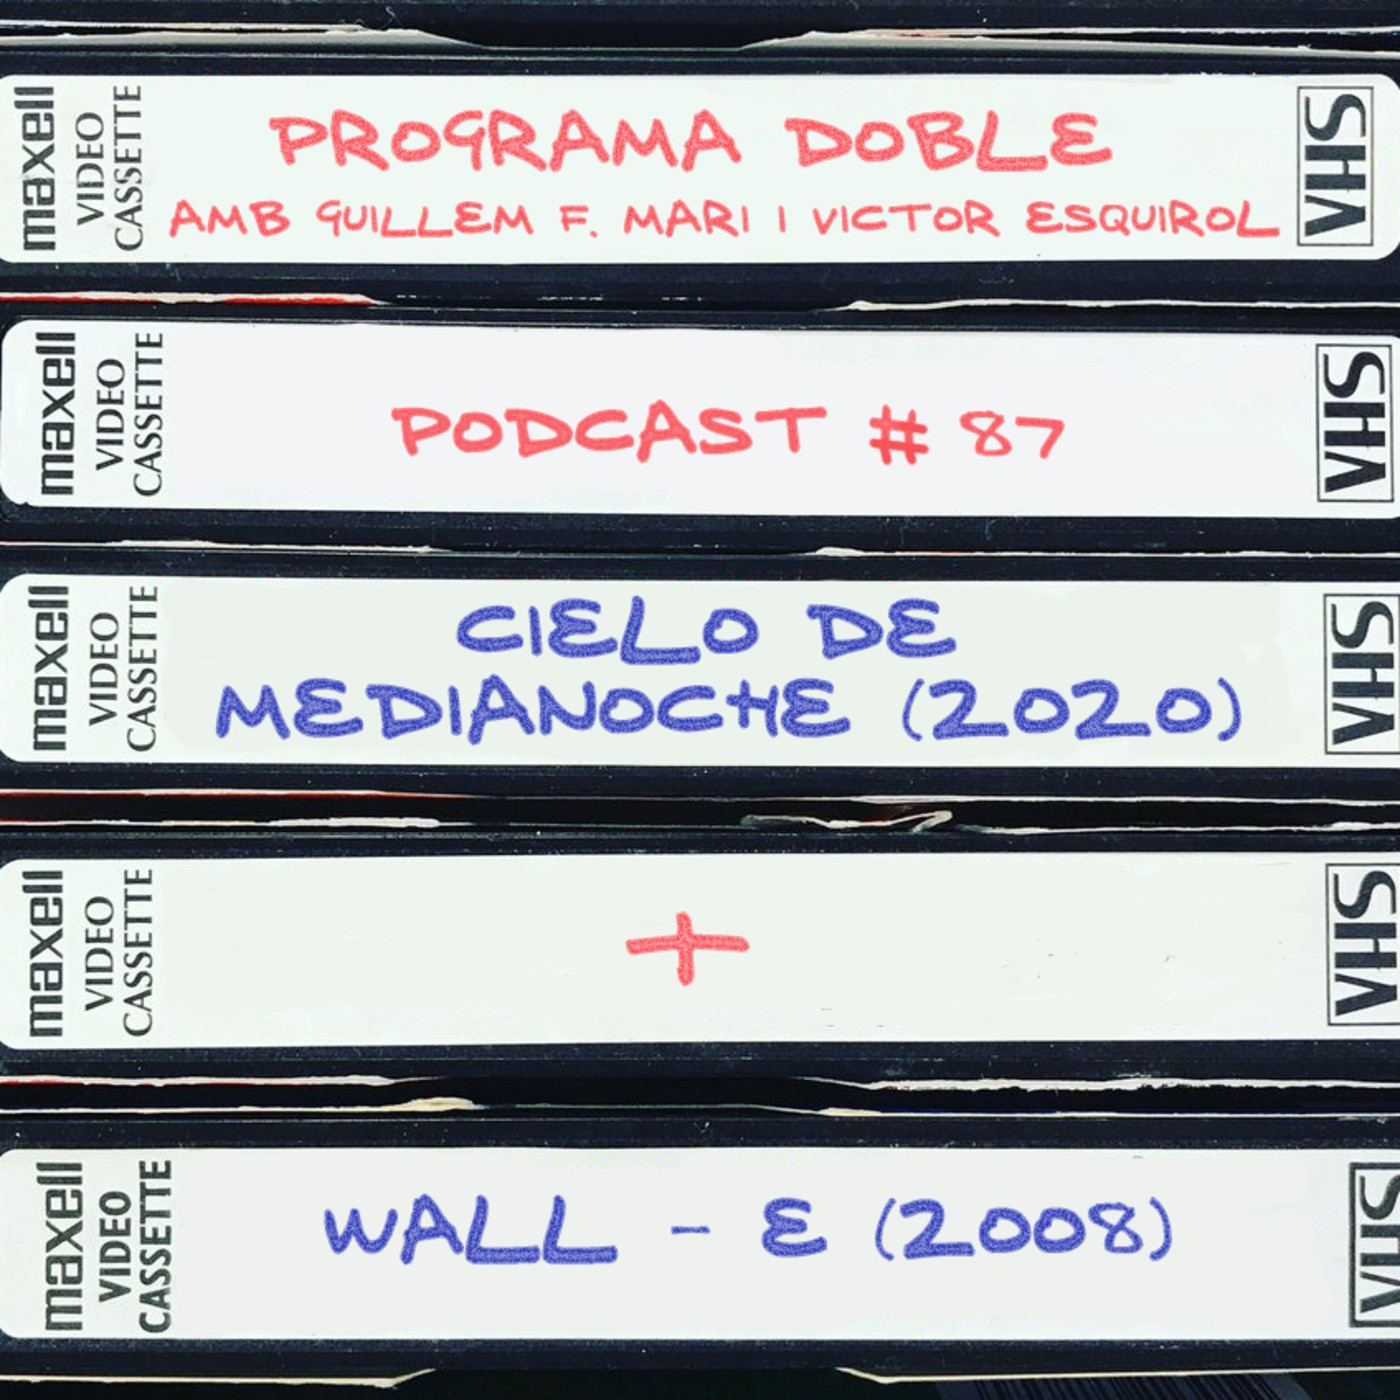 maxell
VIDEO
CASSETTE
PROGRAMA DOBLE
AMB GUILLEM F. MARI I VICTOR ESQUIROL
VHS
maxell
VIDEO
CASSETTE
PODCAST # 87
VHS
maxell
VIDEO
CASSETTE
CIELO DE
MEDIANOCHE (2020)
VHS
maxell
VIDEO
CASSETTE
+
VHS
maxell
VIDEO
CASSETTE
WALL - E (2008)
VHS